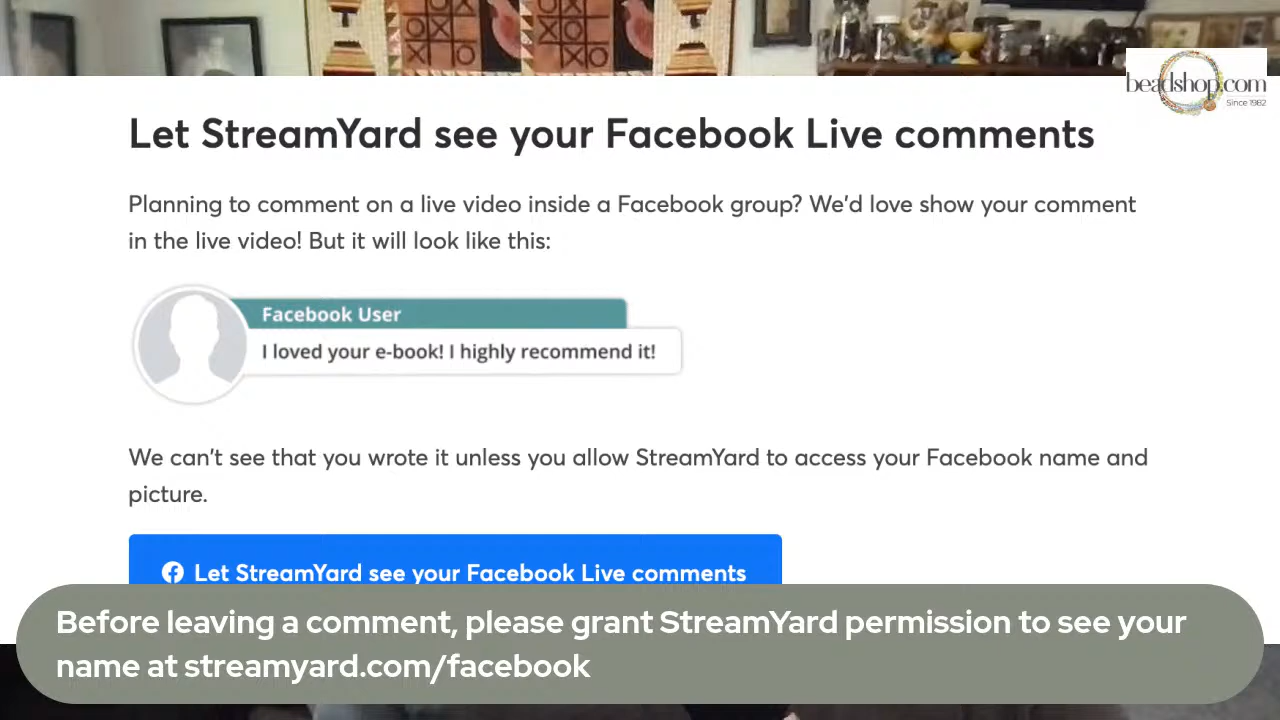 beadshop.com
Since 1982
Let StreamYard see your Facebook Live comments
Planning to comment on a live video inside a Facebook group? We'd love show your comment
in the live video! But it will look like this:
Facebook User
I loved your e-book! I highly recommend it!
We can't see that you wrote it unless you allow StreamYard to access your Facebook name and
picture.
Let StreamYard see your Facebook Live comments
Before leaving a comment, please grant StreamYard permission to see your
name at streamyard.com/facebook